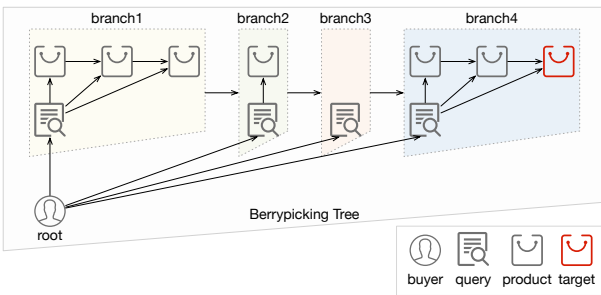 branch1 branch2 branch3 branch4
Berrypicking Tree
root
buyer query product target